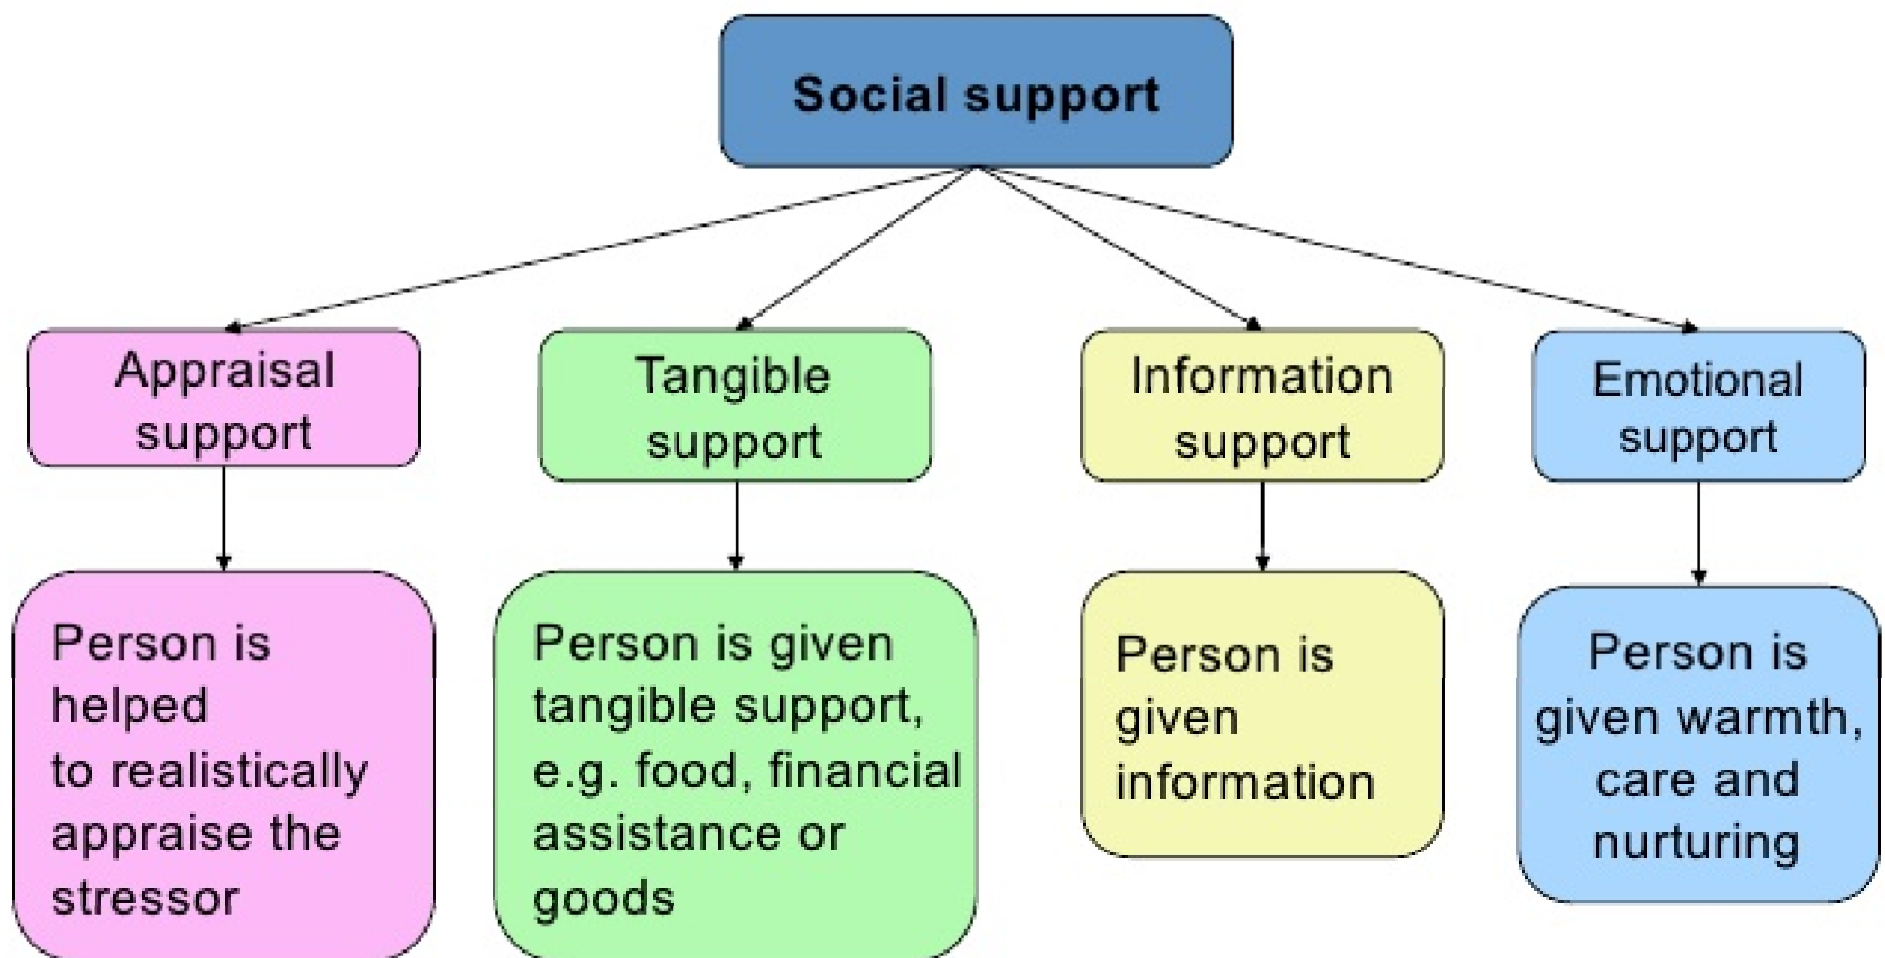 Social support
Appraisal
support
Tangible
support
Information
support
Emotional
support
Person is
helped
to realistically
appraise the
stressor
Person is given
tangible support,
e.g. food, financial
assistance or
goods
Person is
given
information
Person is
given warmth,
care and
nurturing